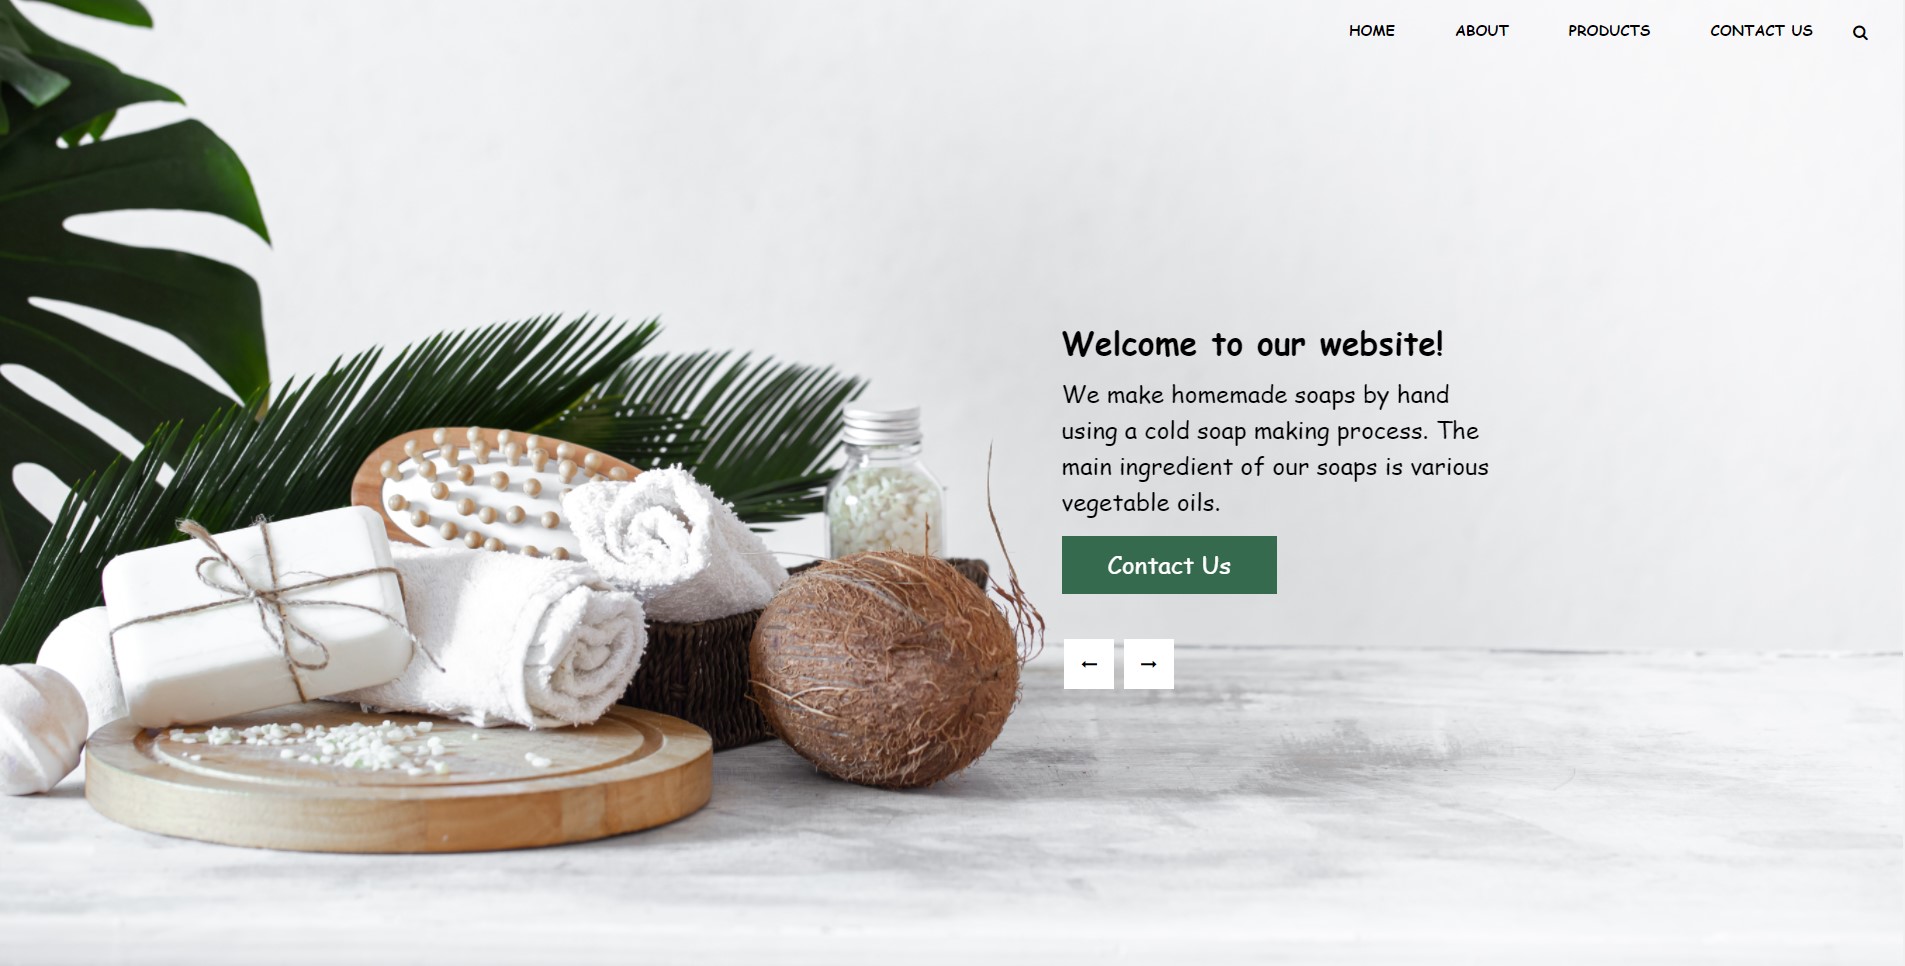 HOME ABOUT PRODUCTS CONTACT US
Welcome to our website!
We make homemade soaps by hand
using a cold soap making process. The
main ingredient of our soaps is various
vegetable oils.
Contact Us